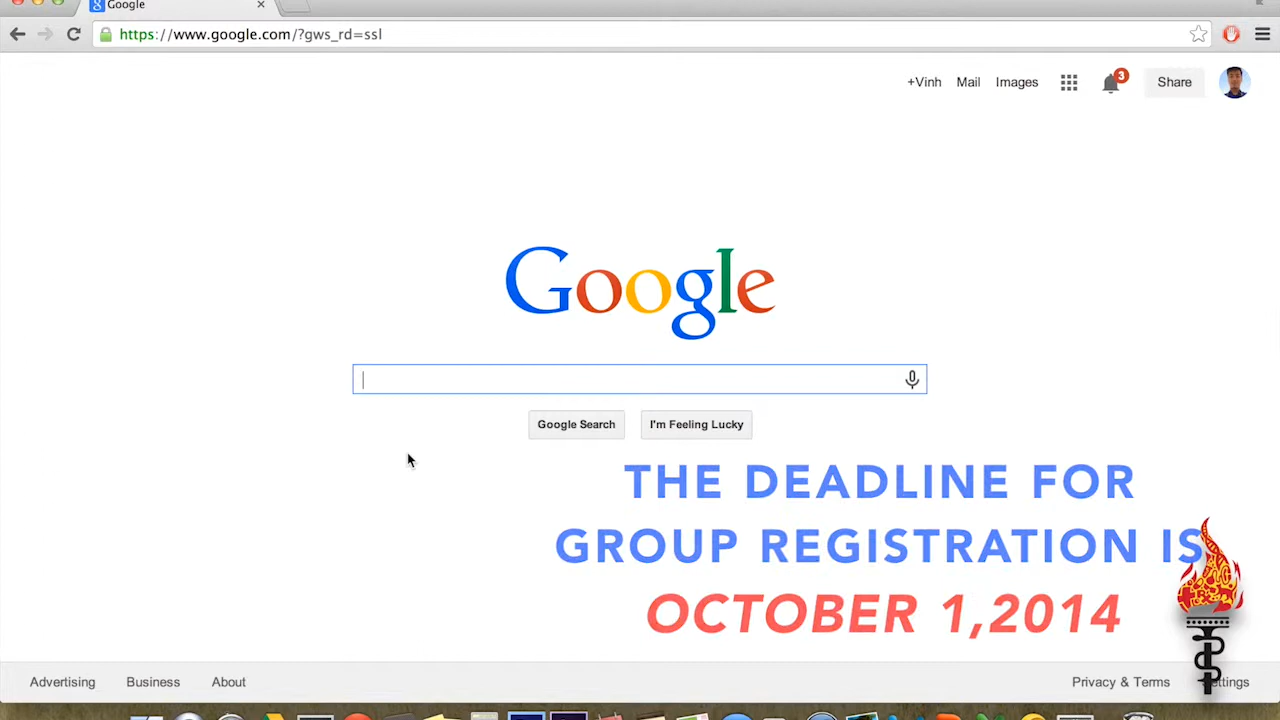 Google
https://www.google.com/?gws_rd=ssl
+Vinh Mail Images 3 Share
Google
Google Search I'm Feeling Lucky
THE DEADLINE FOR
GROUP REGISTRATION IS
OCTOBER 1,2014
Advertising Business About Privacy & Terms Settings